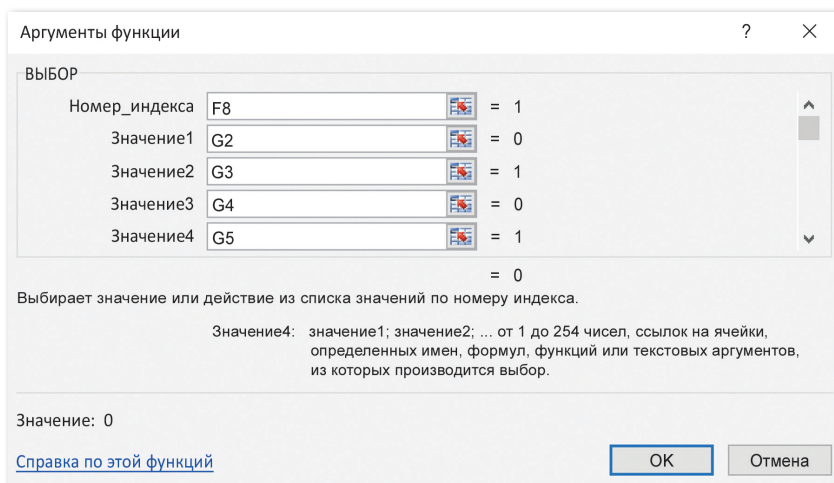 Аргументы функции ? ×
ВЫБОР
Номер_индекса F8 = 1
Значение1 G2 = 0
Значение2 G3 = 1
Значение3 G4 = 0
Значение4 G5 = 1
= 0
Выбирает значение или действие из списка значений по номеру индекса.
Значение4: значение1; значение2; ... от 1 до 254 чисел, ссылок на ячейки,
определенных имен, формул, функций или текстовых аргументов,
из которых производится выбор.
Значение: 0
Справка по этой функций
OK Отмена